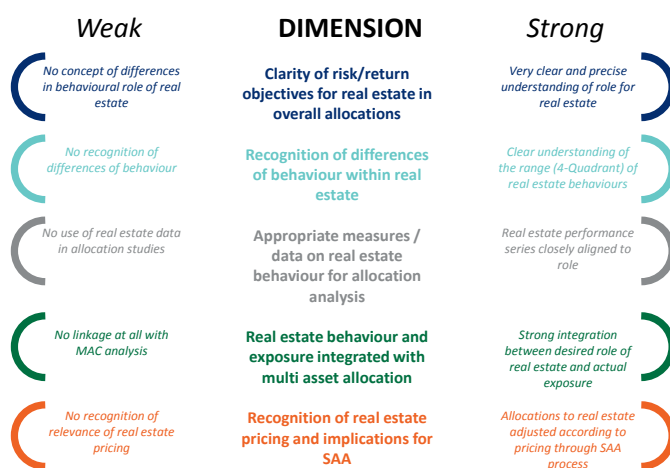 Weak
DIMENSION
Strong
No concept of differences
in behavioural role of real
estate
Clarity of risk/return
objectives for real estate in
overall allocations
Very clear and precise
understanding of role for
real estate
No recognition of
differences of behaviour
Recognition of differences
of behaviour within real
estate
Clear understanding of
the range (4-Quadrant) of
real estate behaviours
No use of real estate data
in allocation studies
Appropriate measures /
data on real estate
behaviour for allocation
analysis
Real estate performance
series closely aligned to
role
No linkage at all with
MAC analysis
Real estate behaviour and
exposure integrated with
multi asset allocation
Strong integration
between desired role of
real estate and actual
exposure
No recognition of
relevance of real estate
pricing
Recognition of real estate
pricing and implications for
SAA
Allocations to real estate
adjusted according to
pricing through SAA
process